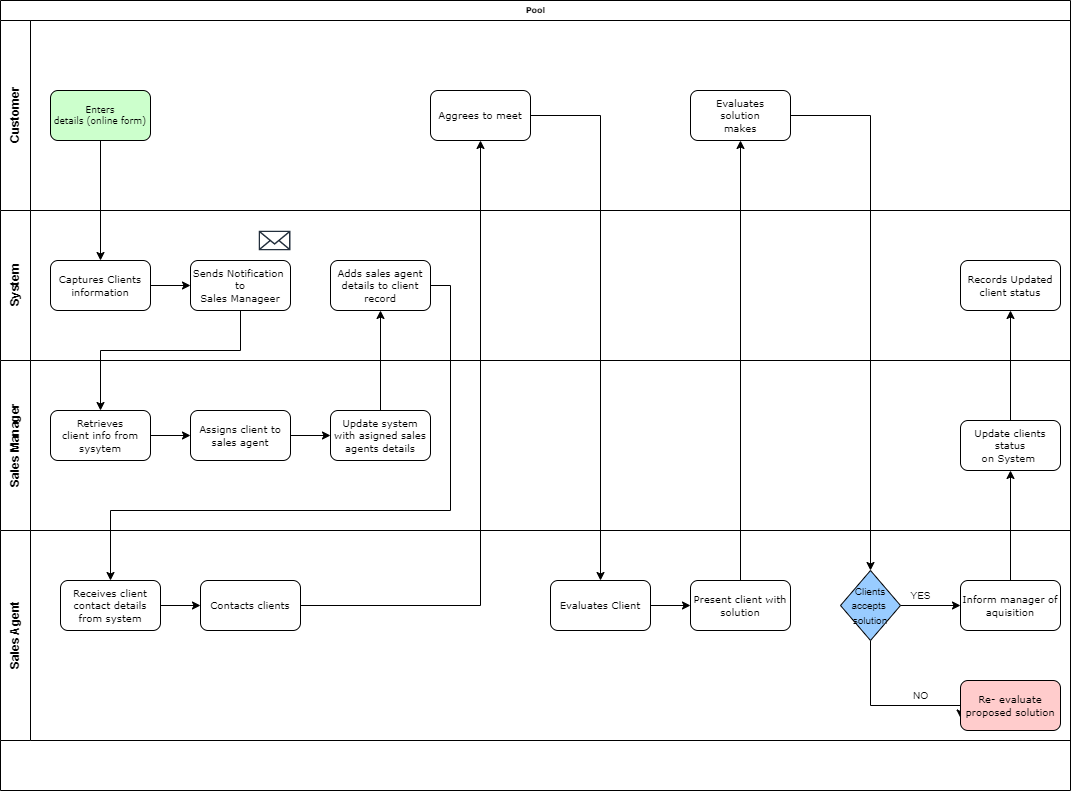 Pool
Customer
Enters
details (online form)
Aggrees to meet
Evaluates
solution
makes
System
Captures Clients
information
Sends Notification
to
Sales Manageer
Adds sales agent
details to client
record
Records Updated
client status
Sales Manager
Retrieves
client info from
sysytem
Assigns client to
sales agent
Update system
with asigned sales
agents details
Update clients
status
on System
Sales Agent
Receives client
contact details
from system
Contacts clients
Evaluates Client
Present client with
solution
Clients
accepts
solution
YES
Inform manager of
aquisition
NO
Re- evaluate
proposed solution